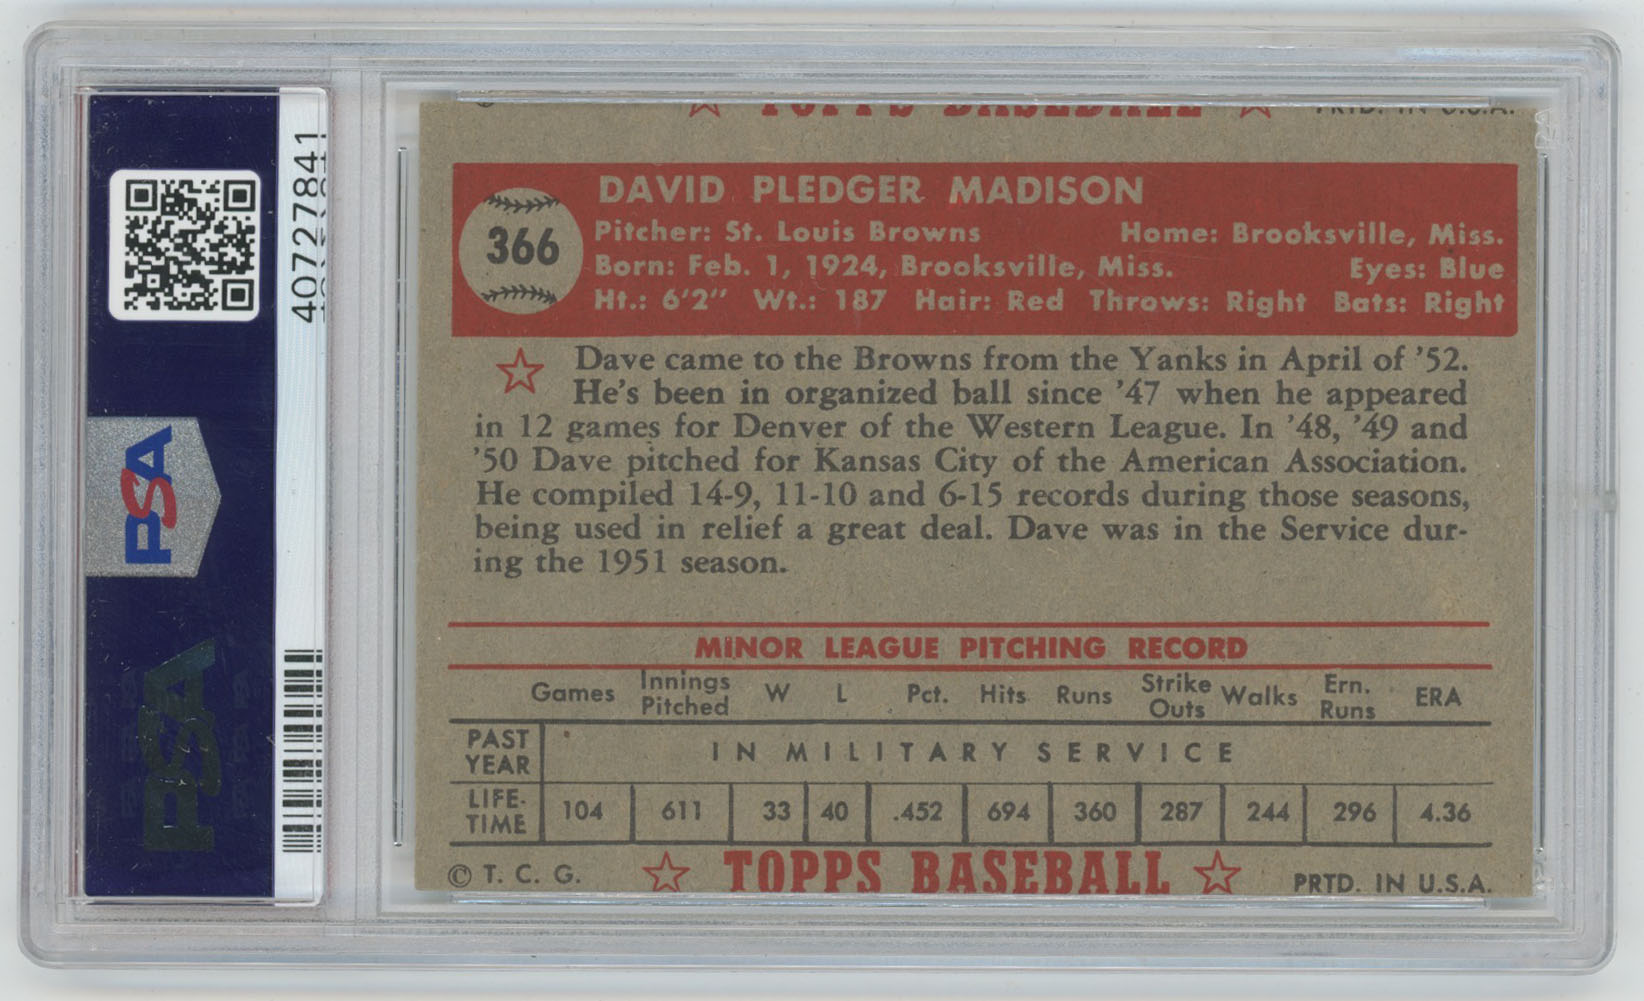 40727841
PSA
PSA
TOPPS BASEBALL
PRTD. IN U.S.A.
366
DAVID PLEDGER MADISON
Pitcher: St. Louis Browns Home: Brooksville, Miss.
Born: Feb. 1, 1924, Brooksville, Miss. Eyes: Blue
Ht.: 6'2" Wt.: 187 Hair: Red Throws: Right Bats: Right
Dave came to the Browns from the Yanks in April of '52.
He's been in organized ball since '47 when he appeared
in 12 games for Denver of the Western League. In '48, '49 and
'50 Dave pitched for Kansas City of the American Association.
He compiled 14-9, 11-10 and 6-15 records during those seasons,
being used in relief a great deal. Dave was in the Service dur-
ing the 1951 season.
MINOR LEAGUE PITCHING RECORD
Games Innings Pitched W L Pct. Hits Runs Strike Outs Walks Ern. Runs ERA
PAST YEAR IN MILITARY SERVICE
LIFE-TIME 104 611 33 40 .452 694 360 287 244 296 4.36
© T. C. G. TOPPS BASEBALL PRTD. IN U.S.A.